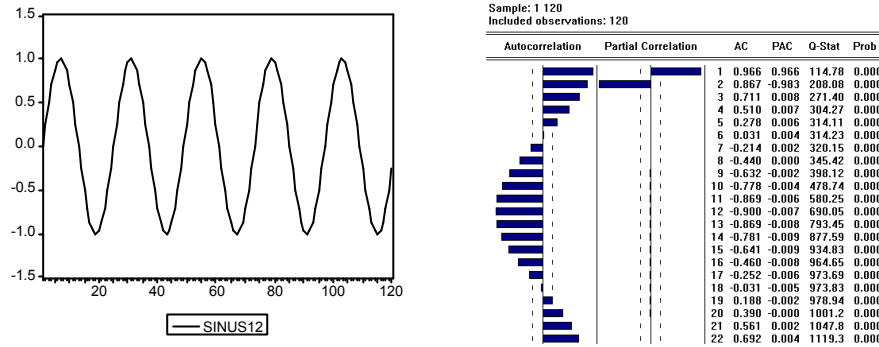 1.5
1.0
0.5
0.0
-0.5
-1.0
-1.5
20 40 60 80 100 120
SINUS12
Sample: 1 120
Included observations: 120
Autocorrelation Partial Correlation AC PAC Q-Stat Prob
1 0.966 0.966 114.78 0.000
2 0.867 -0.983 208.08 0.000
3 0.711 0.008 271.40 0.000
4 0.510 0.007 304.27 0.000
5 0.278 0.006 314.11 0.000
6 0.031 0.004 314.23 0.000
7 -0.214 0.002 320.15 0.000
8 -0.440 0.000 345.42 0.000
9 -0.632 -0.002 398.12 0.000
10 -0.778 -0.004 478.74 0.000
11 -0.869 -0.006 580.25 0.000
12 -0.900 -0.007 690.05 0.000
13 -0.869 -0.008 793.45 0.000
14 -0.781 -0.009 877.59 0.000
15 -0.641 -0.009 934.83 0.000
16 -0.460 -0.008 964.65 0.000
17 -0.252 -0.006 973.69 0.000
18 -0.031 -0.005 973.83 0.000
19 0.188 -0.002 978.94 0.000
20 0.390 -0.000 1001.2 0.000
21 0.561 0.002 1047.8 0.000
22 0.692 0.004 1119.3 0.000